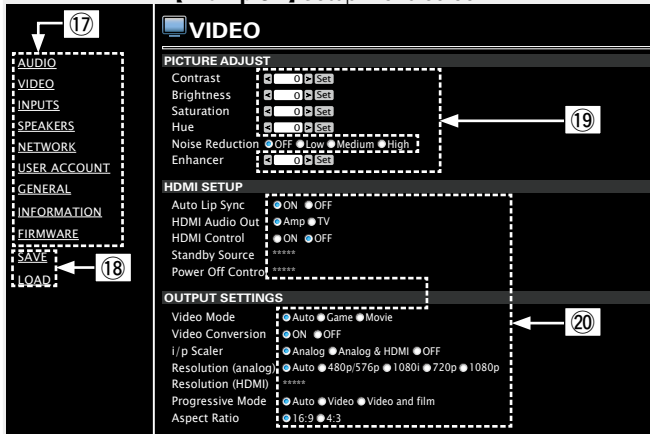 ⑰
AUDIO
VIDEO
INPUTS
SPEAKERS
NETWORK
USER ACCOUNT
GENERAL
INFORMATION
FIRMWARE
SAVE
LOAD
⑱
VIDEO
PICTURE ADJUST
Contrast 0 Set
Brightness 0 Set
Saturation 0 Set
Hue 0 Set
Noise Reduction OFF Low Medium High
Enhancer 0 Set
⑲
HDMI SETUP
Auto Lip Sync ON OFF
HDMI Audio Out Amp TV
HDMI Control ON OFF
Standby Source *****
Power Off Control *****
OUTPUT SETTINGS
Video Mode Auto Game Movie
Video Conversion ON OFF
i/p Scaler Analog Analog & HDMI OFF
Resolution (analog) Auto 480p/576p 1080i 720p 1080p
Resolution (HDMI) *****
Progressive Mode Auto Video Video and film
Aspect Ratio 16:9 4:3
⑳